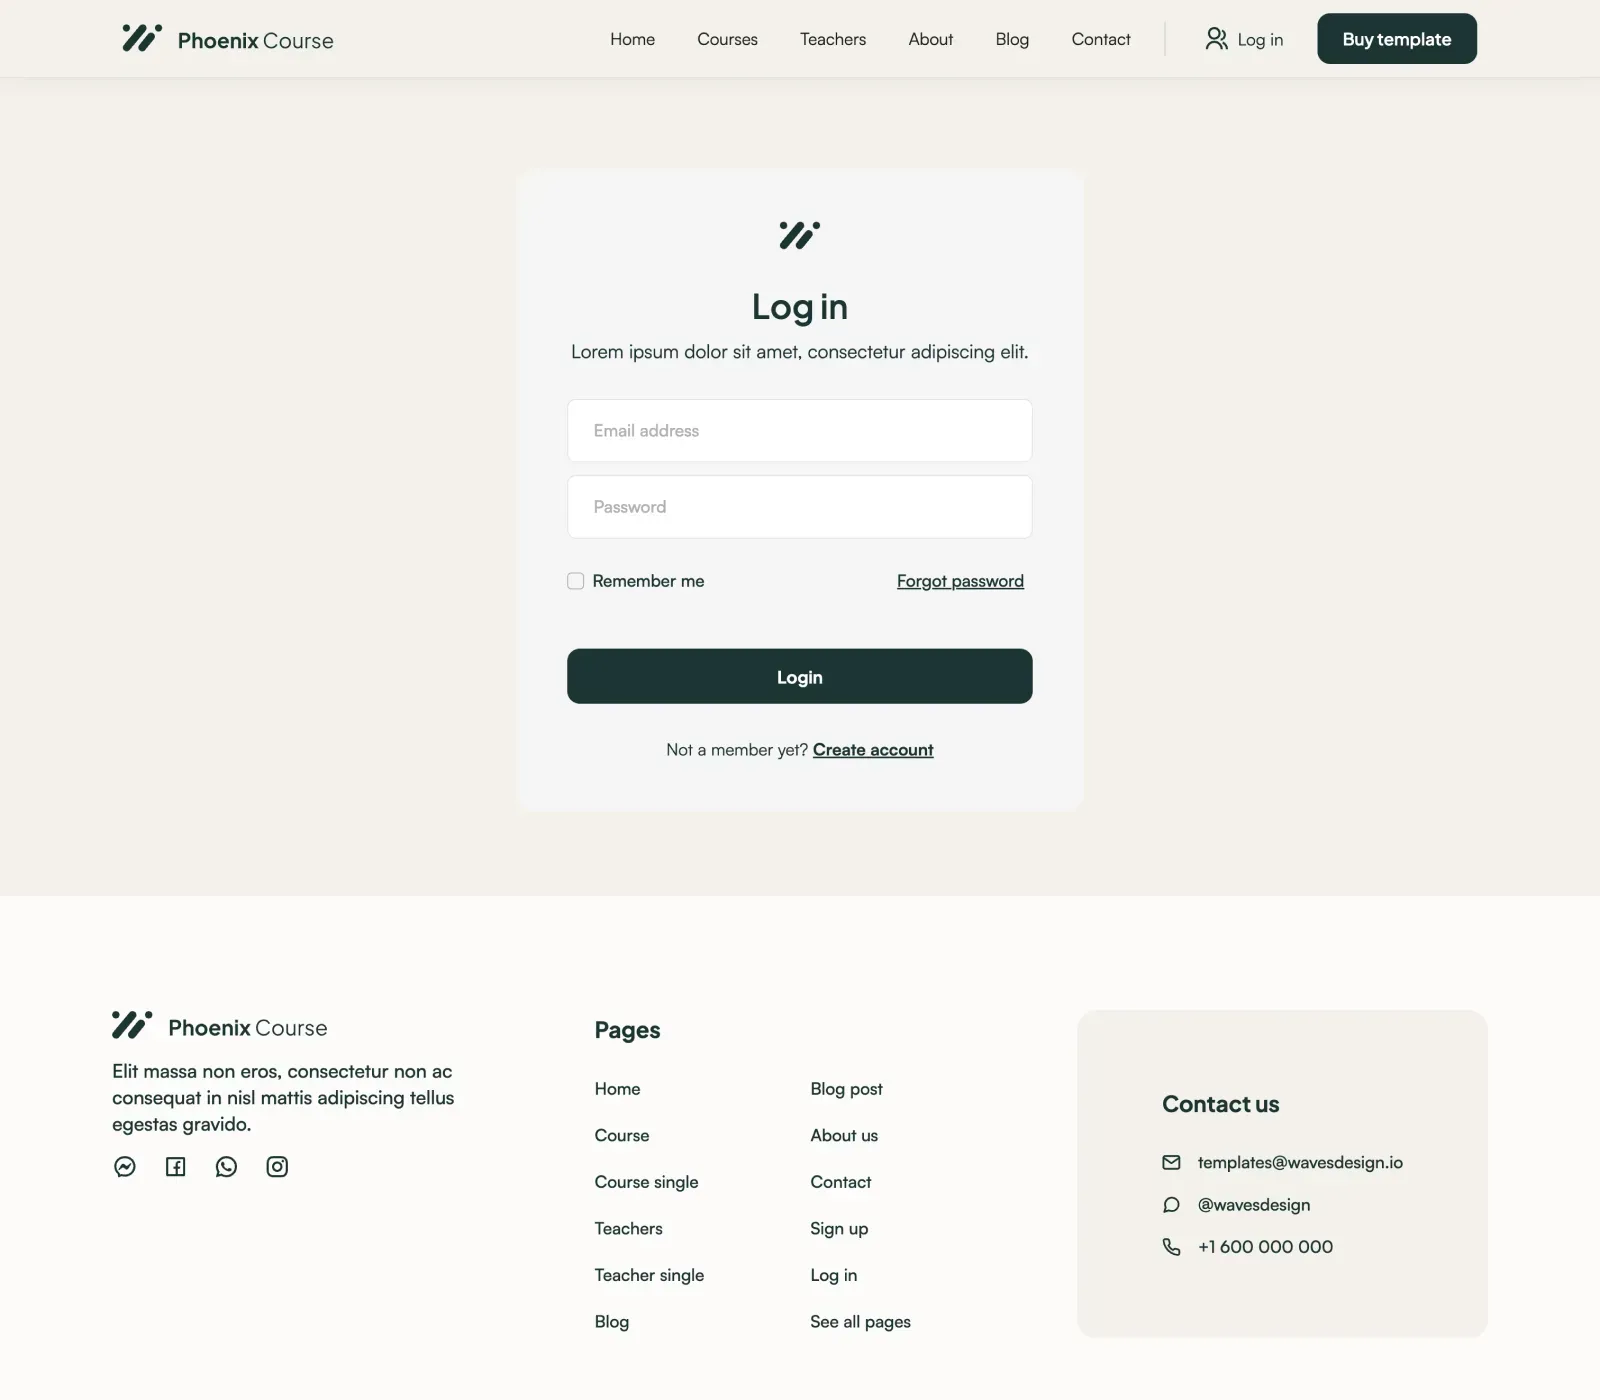 Phoenix Course
Home
Courses
Teachers
About
Blog
Contact
Log in
Buy template
Log in
Lorem ipsum dolor sit amet, consectetur adipiscing elit.
Email address
Password
Remember me
Forgot password
Login
Not a member yet? Create account
Phoenix Course
Elit massa non eros, consectetur non ac
consequat in nisl mattis adipiscing tellus
egestas gravido.
Pages
Home
Course
Course single
Teachers
Teacher single
Blog
Blog post
About us
Contact
Sign up
Log in
See all pages
Contact us
templates@wavesdesign.io
@wavesdesign
+1 600 000 000